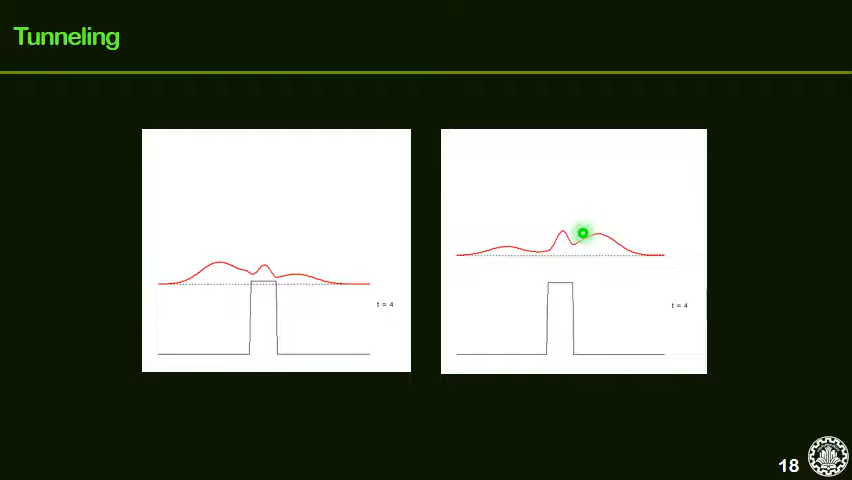 Tunneling
t = 4
t = 4
18